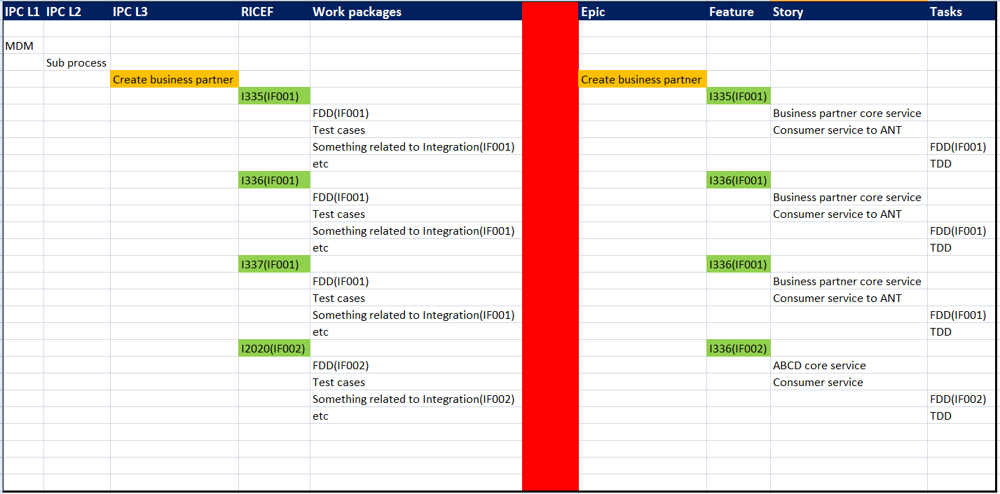 IPC L1 IPC L2 IPC L3 RICEF Work packages Epic Feature Story Tasks
MDM
Sub process
Create business partner Create business partner
I335(IF001) I335(IF001)
FDD(IF001) Business partner core service
Test cases Consumer service to ANT
Something related to Integration(IF001) FDD(IF001)
etc TDD
I336(IF001) I336(IF001)
FDD(IF001) Business partner core service
Test cases Consumer service to ANT
Something related to Integration(IF001) FDD(IF001)
etc TDD
I337(IF001) I336(IF001)
FDD(IF001) Business partner core service
Test cases Consumer service to ANT
Something related to Integration(IF001) FDD(IF001)
etc TDD
I2020(IF002) I336(IF002)
FDD(IF002) ABCD core service
Test cases Consumer service
Something related to Integration(IF002) FDD(IF002)
etc TDD